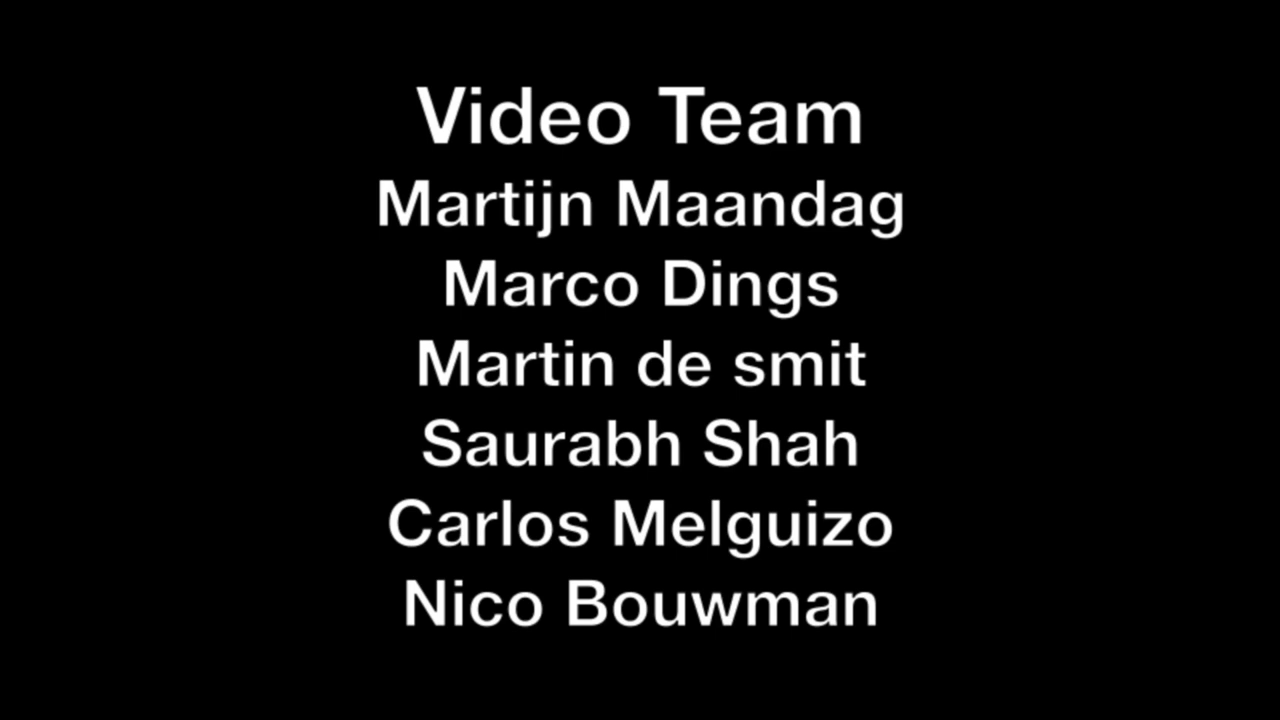 Video Team
Martijn Maandag
Marco Dings
Martin de smit
Saurabh Shah
Carlos Melguizo
Nico Bouwman